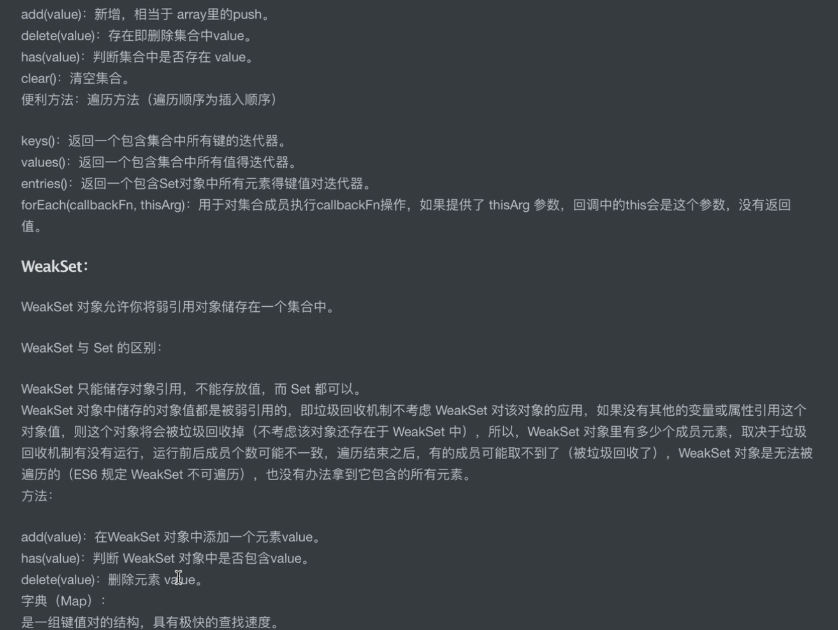 add(value)：新增，相当于 array里的push。
delete(value)：存在即删除集合中value。
has(value)：判断集合中是否存在 value。
clear()：清空集合。
便利方法：遍历方法（遍历顺序为插入顺序）
keys()：返回一个包含集合中所有键的迭代器。
values()：返回一个包含集合中所有值得迭代器。
entries()：返回一个包含Set对象中所有元素得键值对迭代器。
forEach(callbackFn, thisArg)：用于对集合成员执行callbackFn操作，如果提供了 thisArg 参数，回调中的this会是这个参数，没有返回
值。
WeakSet：
WeakSet 对象允许你将弱引用对象储存在一个集合中。
WeakSet 与 Set 的区别：
WeakSet 只能储存对象引用，不能存放值，而 Set 都可以。
WeakSet 对象中储存的对象值都是被弱引用的，即垃圾回收机制不考虑 WeakSet 对该对象的应用，如果没有其他的变量或属性引用这个
对象值，则这个对象将会被垃圾回收掉（不考虑该对象还存在于 WeakSet 中），所以，WeakSet 对象里有多少个成员元素，取决于垃圾
回收机制有没有运行，运行前后成员个数可能不一致，遍历结束之后，有的成员可能取不到了（被垃圾回收了），WeakSet 对象是无法被
遍历的（ES6 规定 WeakSet 不可遍历），也没有办法拿到它包含的所有元素。
方法：
add(value)：在WeakSet 对象中添加一个元素value。
has(value)：判断 WeakSet 对象中是否包含value。
delete(value)：删除元素 value。
字典（Map）：
是一组键值对的结构，具有极快的查找速度。